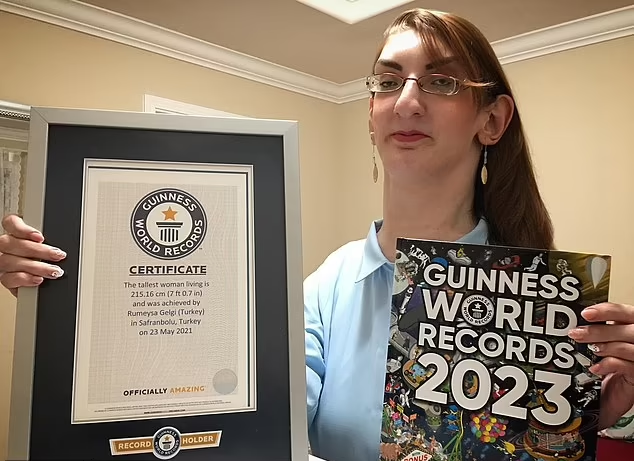 GUINNESS
WORLD RECORDS
CERTIFICATE
The tallest woman living is
215.16 cm (7 ft 0.7 in)
and was achieved by
Rumeysa Gelgi (Turkey)
in Safranbolu, Turkey
on 23 May 2021
OFFICIALLY AMAZING
RECORD HOLDER
GUINNESS
WORLD
RECORDS
2023
BONUS